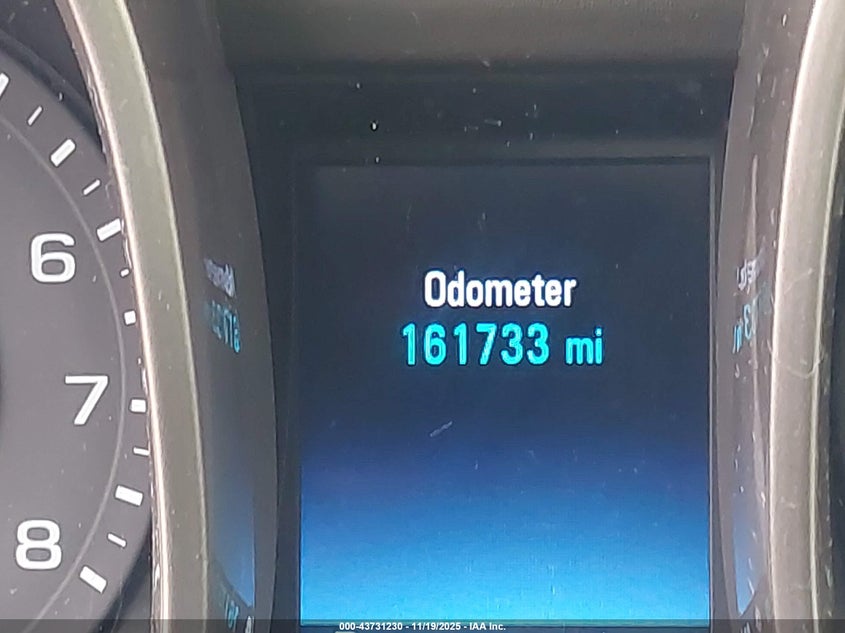 6
7
8
Odometer
161733 mi
000-43731230 - 11/19/2025 - IAA Inc.